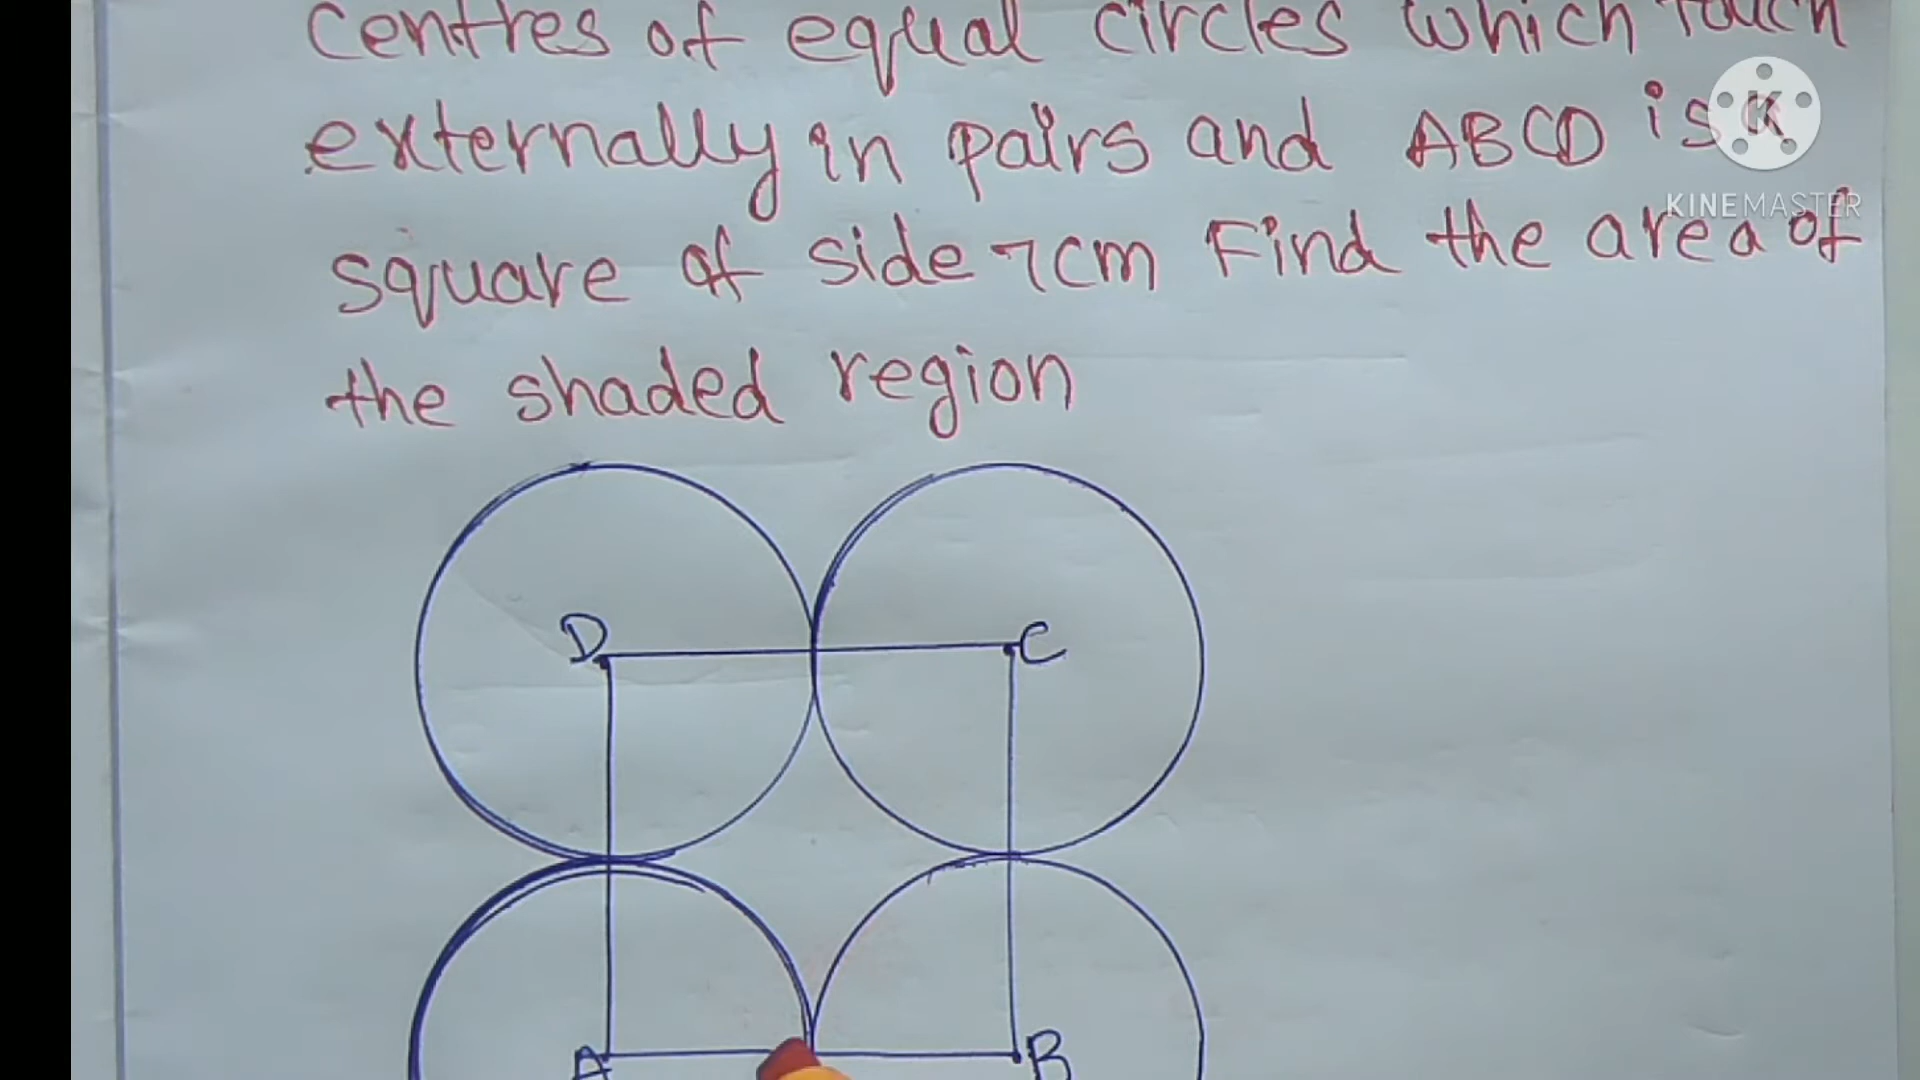 centres of equal circles which touch
externally in pairs and ABCD is
K
KINEMASTER
square of side 7cm Find the area of
the shaded region
D
C
A
B